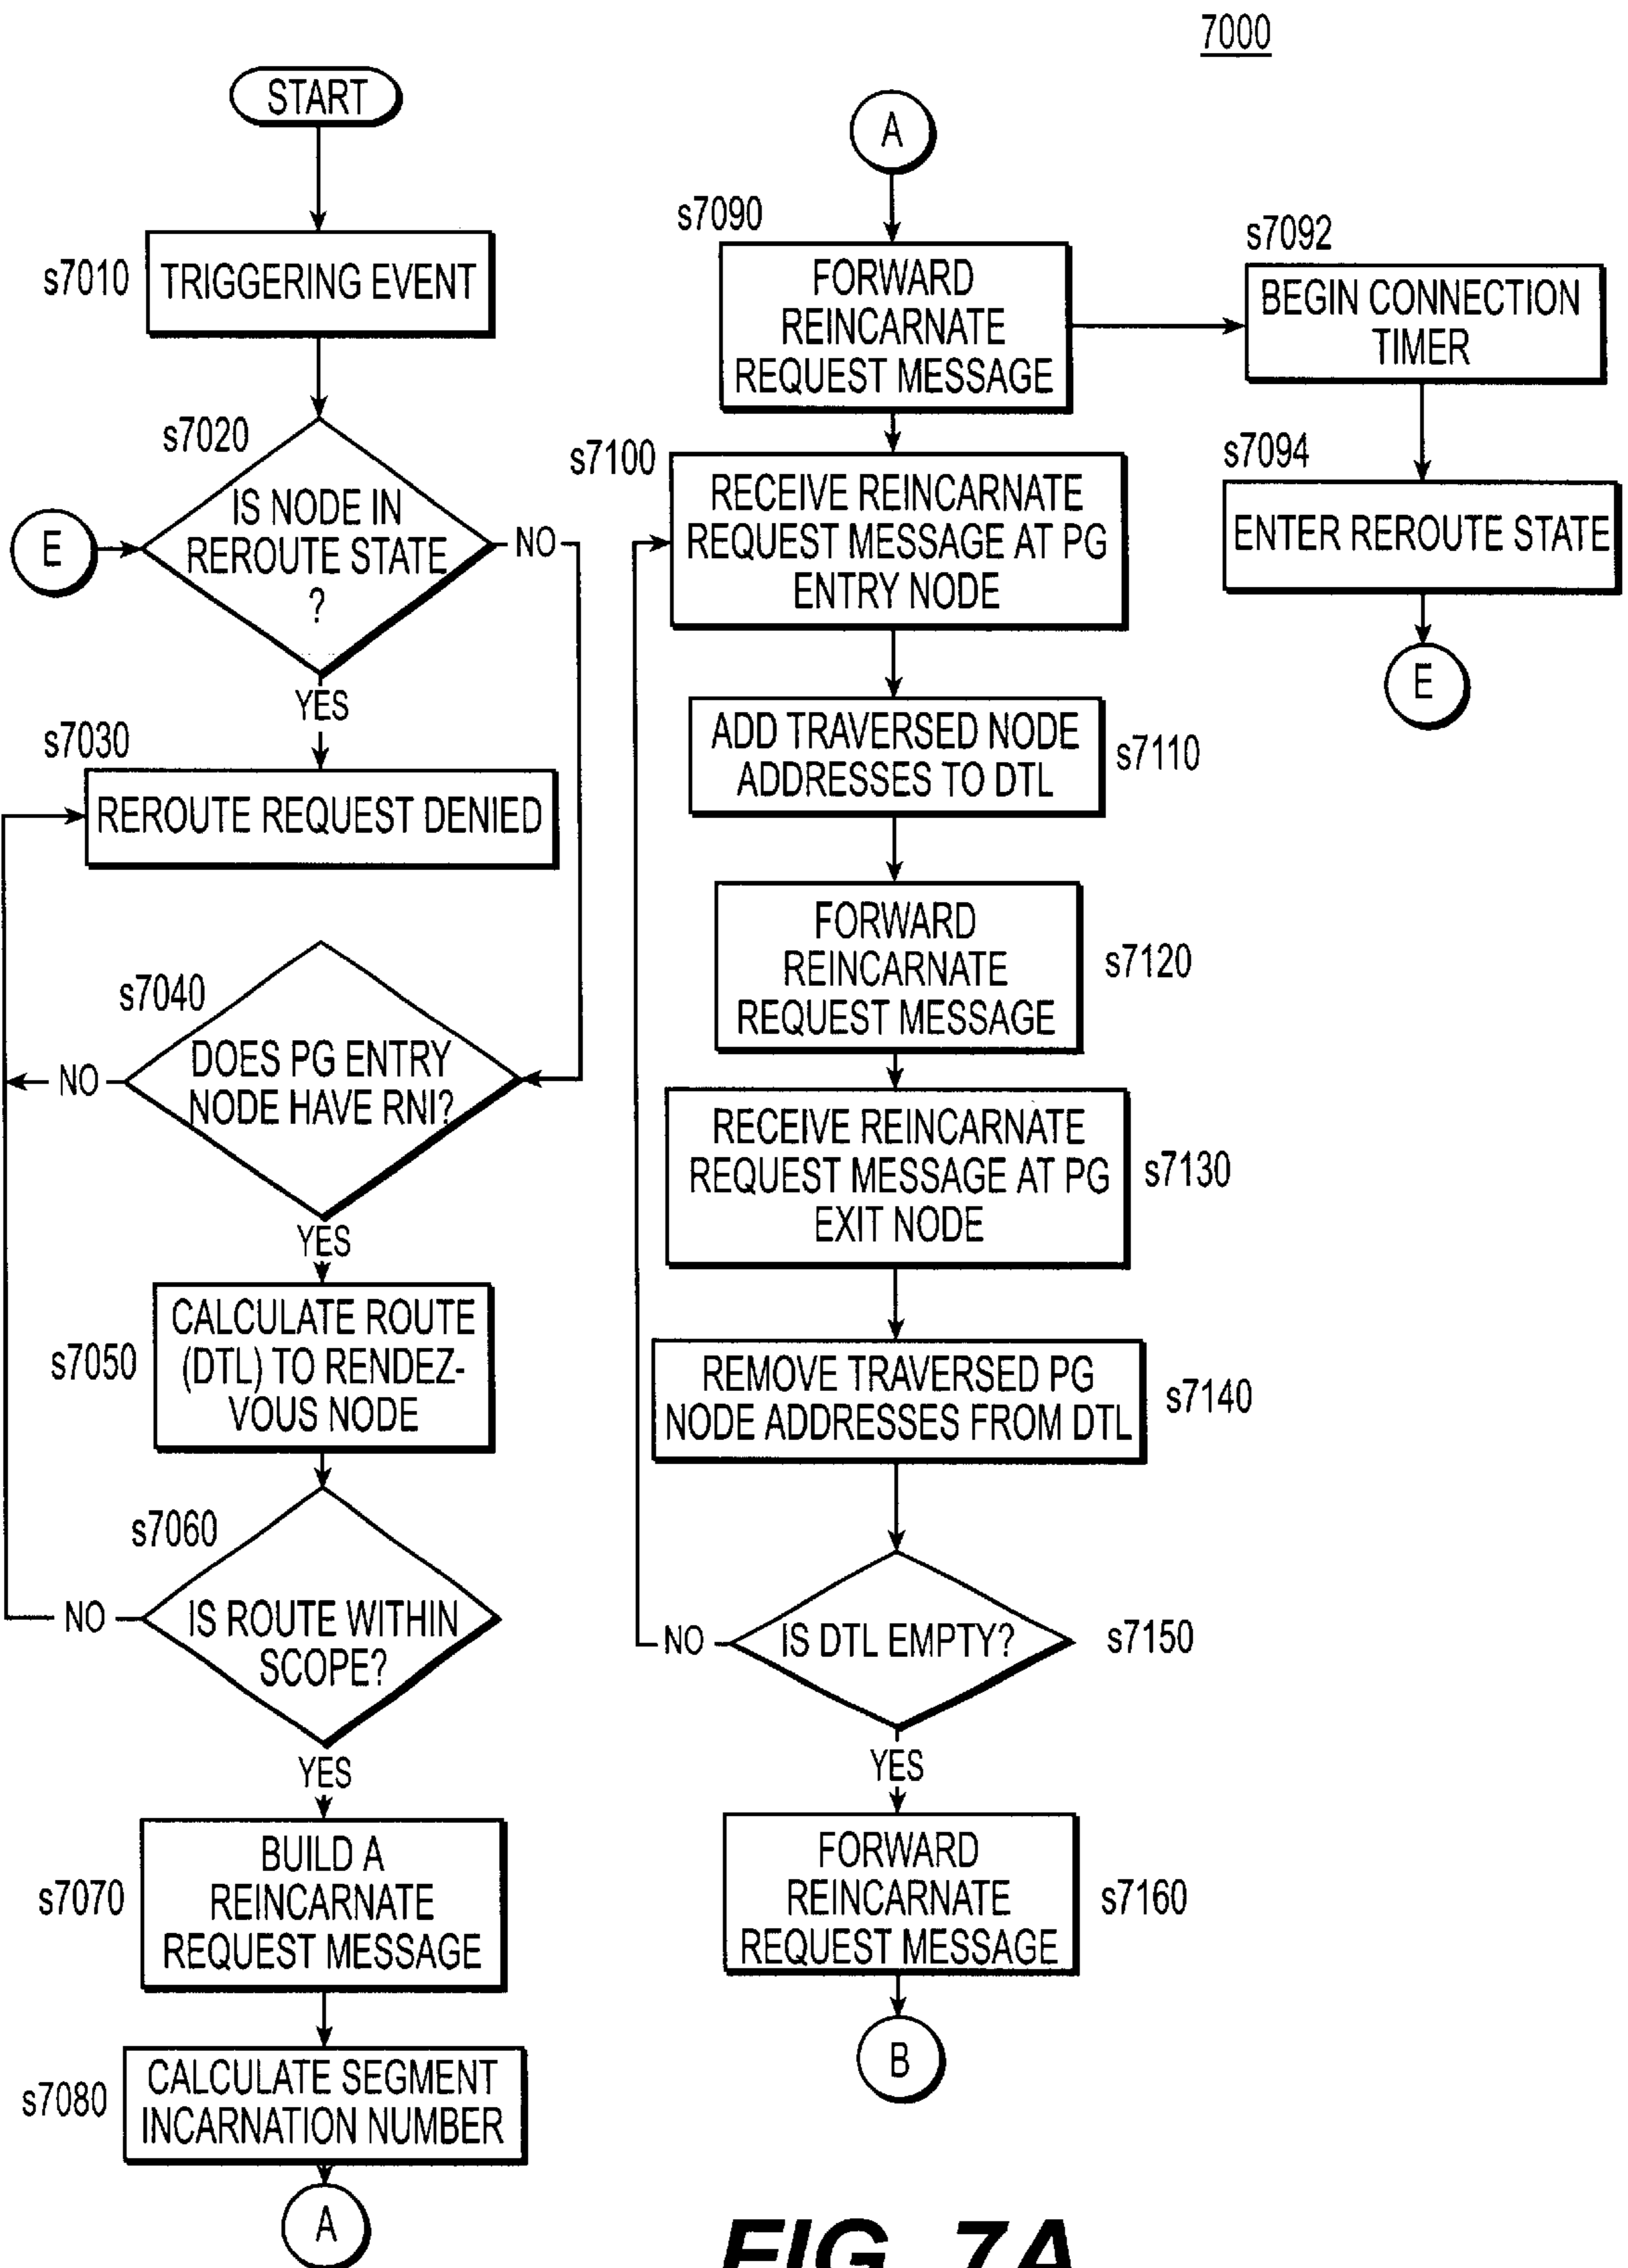 7000
START
s7010
TRIGGERING EVENT
s7020
IS NODE IN
REROUTE STATE
?
E
NO
YES
s7030
REROUTE REQUEST DENIED
s7040
DOES PG ENTRY
NODE HAVE RNI?
NO
YES
s7050
CALCULATE ROUTE
(DTL) TO RENDEZ-
VOUS NODE
s7060
IS ROUTE WITHIN
SCOPE?
NO
YES
s7070
BUILD A
REINCARNATE
REQUEST MESSAGE
s7080
CALCULATE SEGMENT
INCARNATION NUMBER
A
A
s7090
FORWARD
REINCARNATE
REQUEST MESSAGE
s7092
BEGIN CONNECTION
TIMER
s7094
ENTER REROUTE STATE
E
s7100
RECEIVE REINCARNATE
REQUEST MESSAGE AT PG
ENTRY NODE
ADD TRAVERSED NODE
ADDRESSES TO DTL
s7110
FORWARD
REINCARNATE
REQUEST MESSAGE
s7120
RECEIVE REINCARNATE
REQUEST MESSAGE AT PG
EXIT NODE
s7130
REMOVE TRAVERSED PG
NODE ADDRESSES FROM DTL
s7140
IS DTL EMPTY?
s7150
NO
YES
FORWARD
REINCARNATE
REQUEST MESSAGE
s7160
B
FIG. 7A